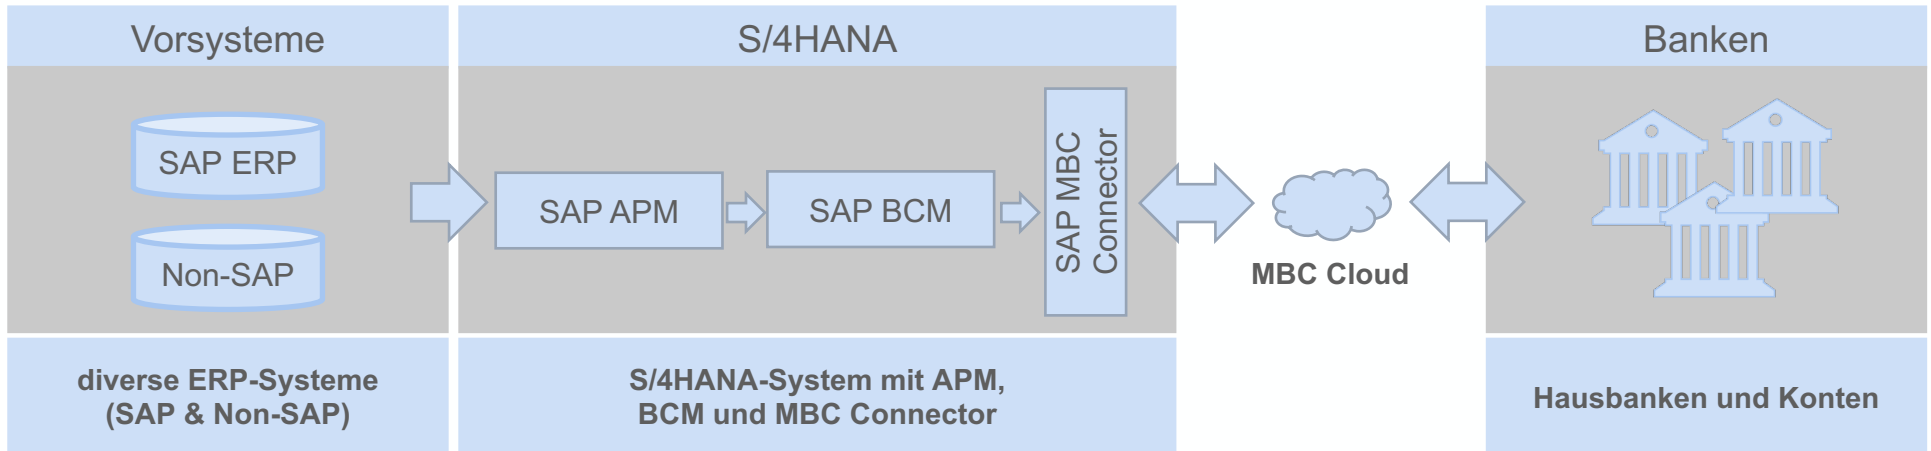 Vorsysteme
S/4HANA
Banken
SAP ERP
Non-SAP
SAP APM
SAP BCM
SAP MBC
Connector
MBC Cloud
diverse ERP-Systeme
(SAP & Non-SAP)
S/4HANA-System mit APM,
BCM und MBC Connector
Hausbanken und Konten